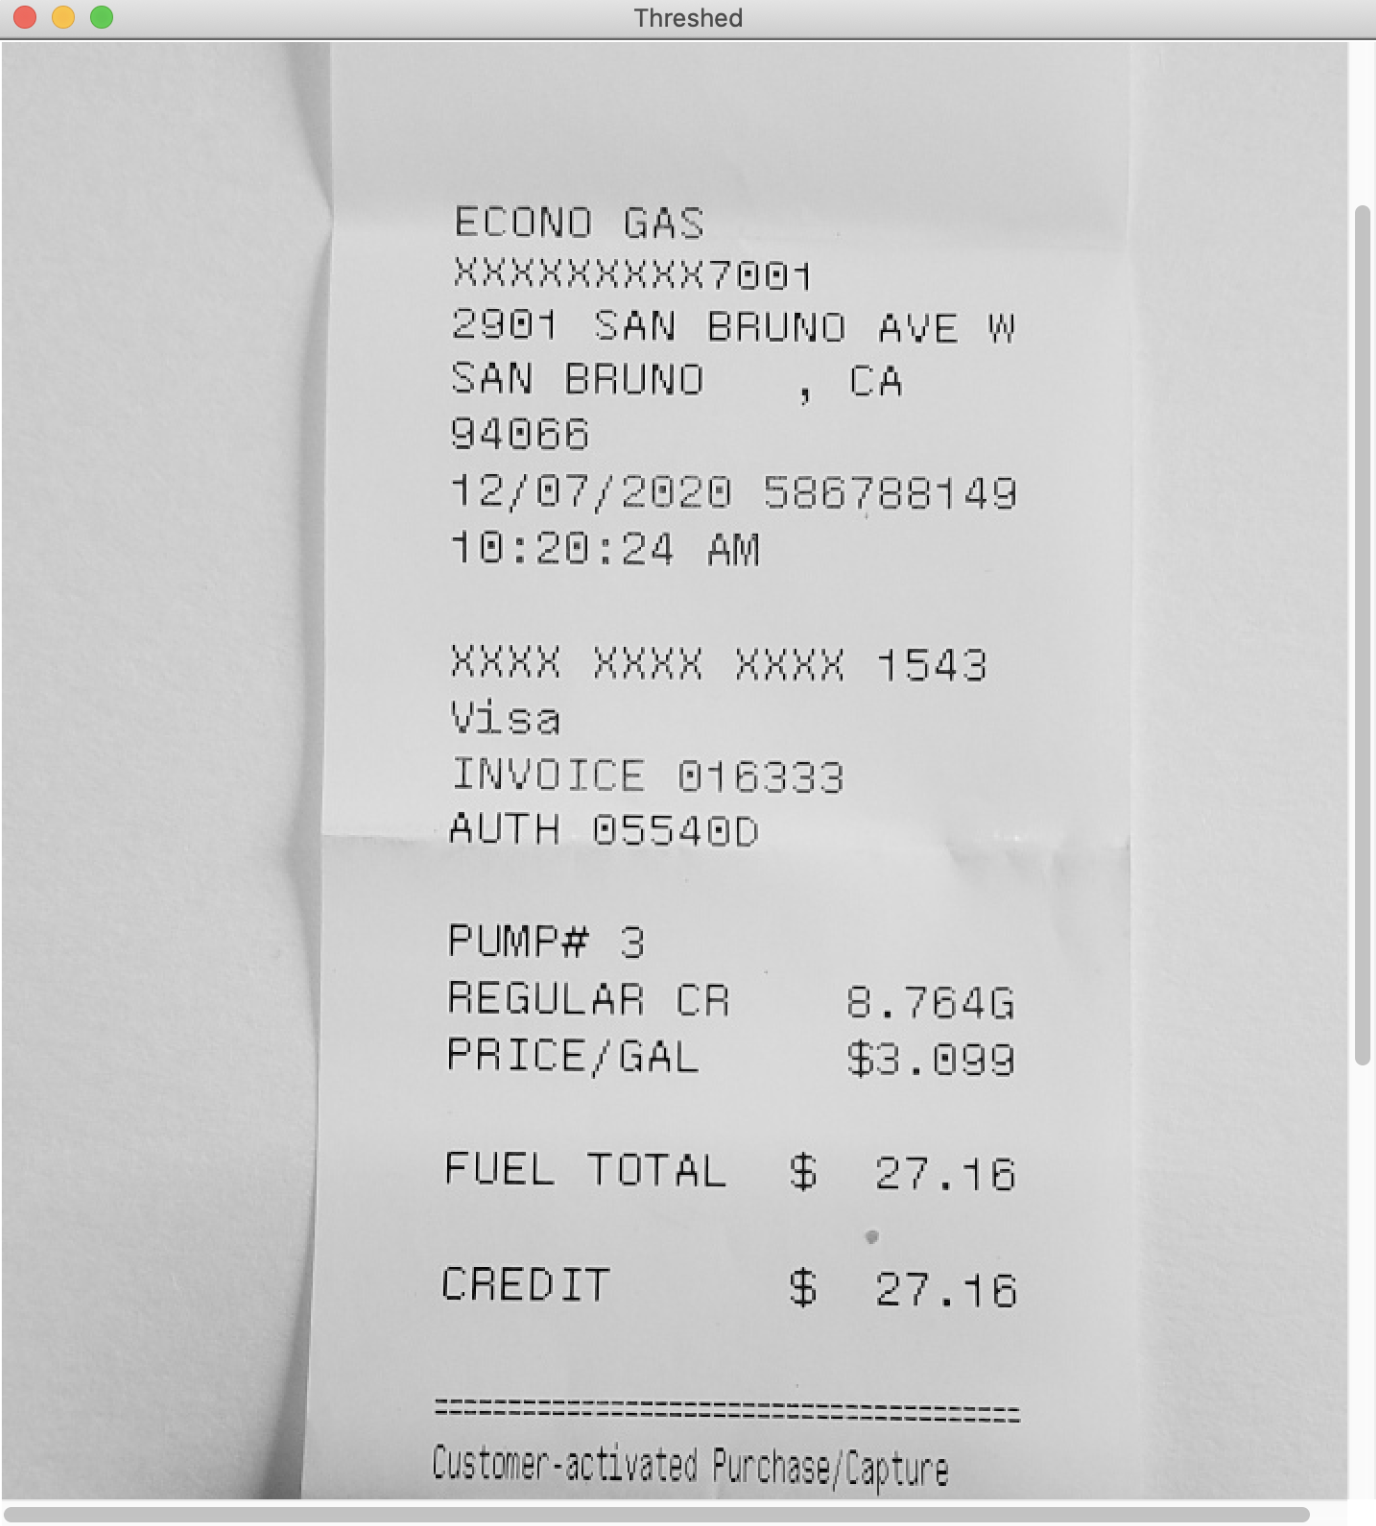 Threshed
ECONO GAS
XXXXXXXXX7001
2901 SAN BRUNO AVE W
SAN BRUNO   , CA
94066
12/07/2020 586788149
10:20:24 AM
XXXX XXXX XXXX 1543
Visa
INVOICE 016333
AUTH 05540D
PUMP# 3
REGULAR CR    8.764G
PRICE/GAL     $3.099
FUEL TOTAL  $  27.16
CREDIT      $  27.16
========================================
Customer-activated Purchase/Capture